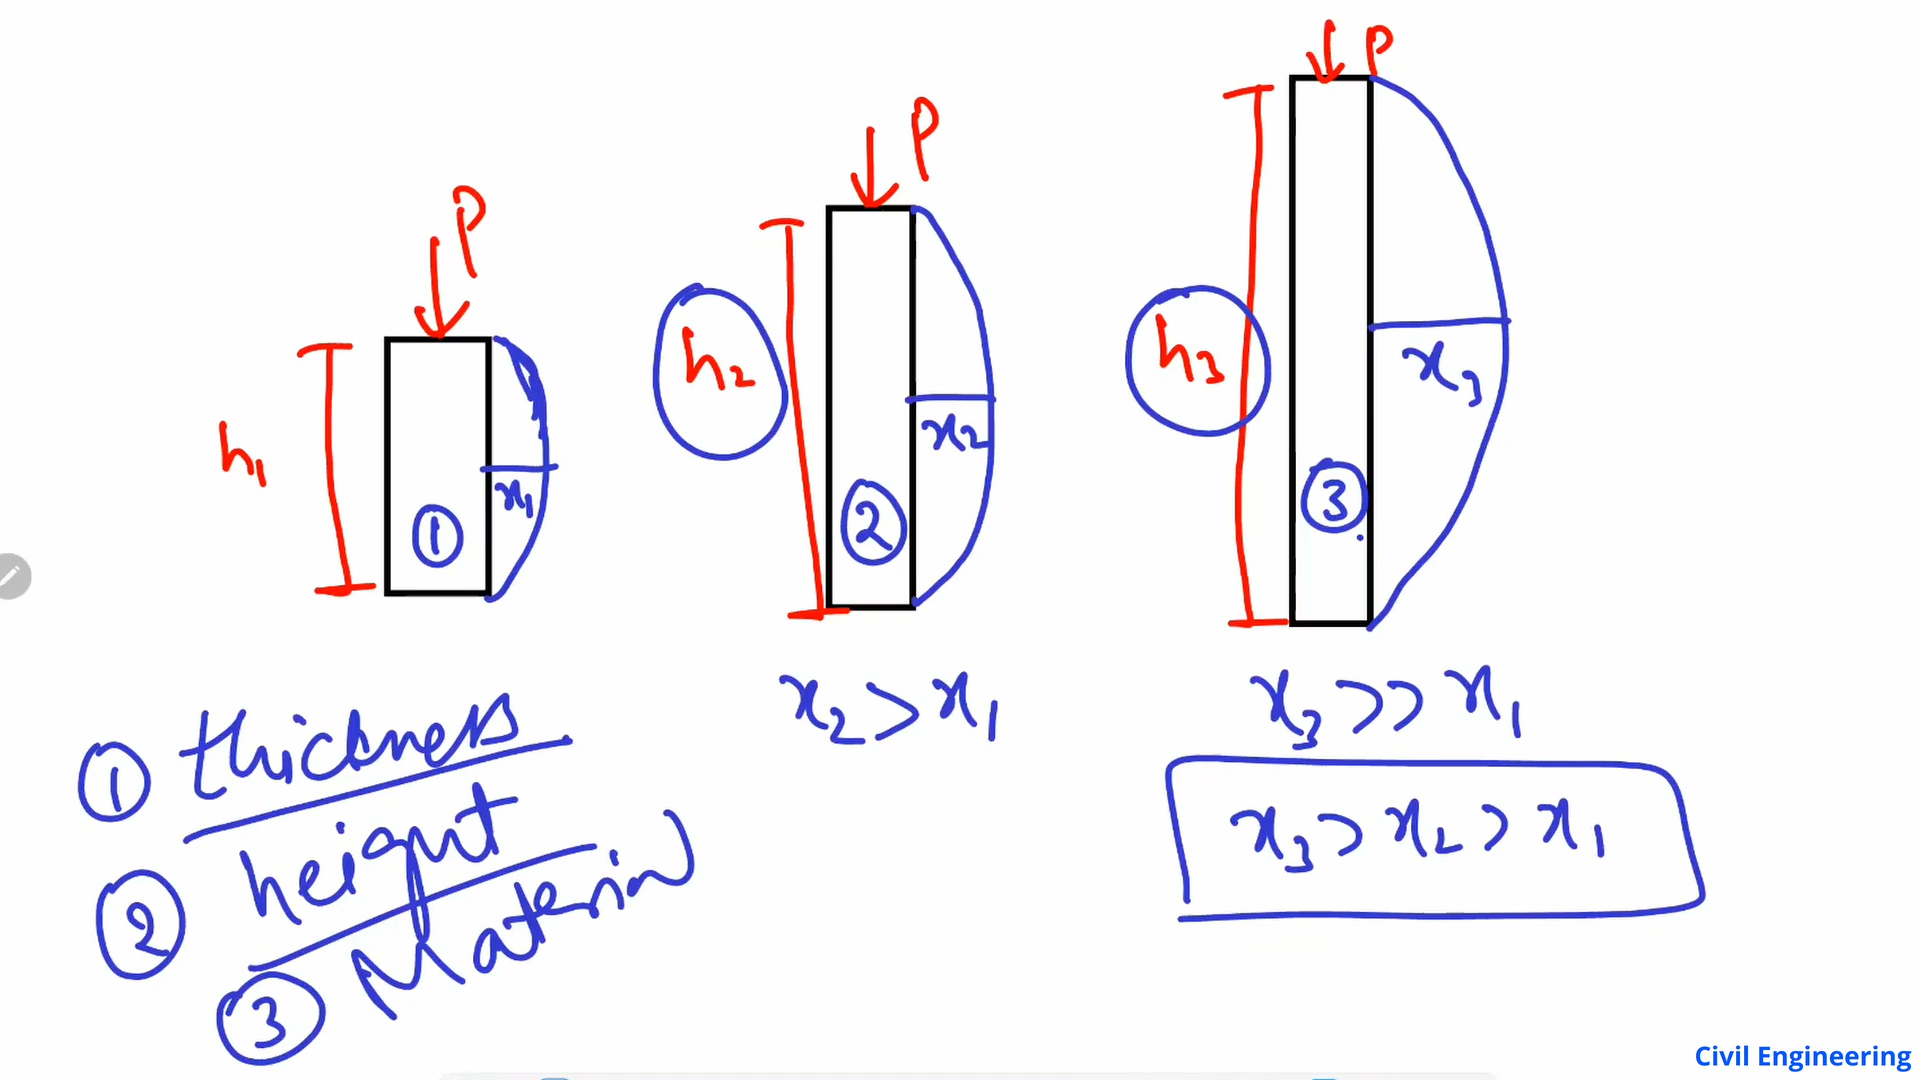 P
P
P
h1
h2
h3
x1
x2
x3
1
2
3
x2 > x1
x3 >> x1
x3 > x2 > x1
1 thickness
2 height
3 Material
Civil Engineering